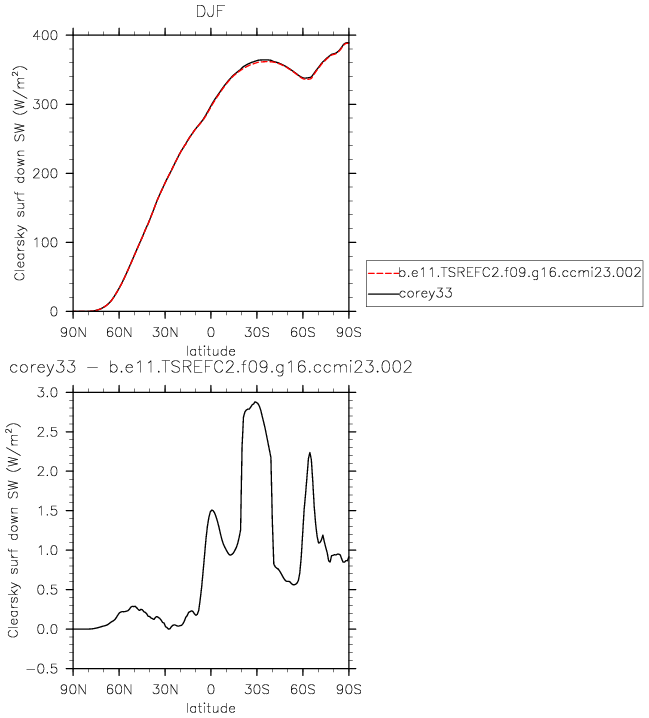 DJF
Clearsky surf down SW (W/m²)
400
300
200
100
0
90N 60N 30N 0 30S 60S 90S
latitude
b.e11.TSREFC2.f09.g16.ccmi23.002
corey33
corey33 − b.e11.TSREFC2.f09.g16.ccmi23.002
Clearsky surf down SW (W/m²)
3.0
2.5
2.0
1.5
1.0
0.5
0.0
−0.5
90N 60N 30N 0 30S 60S 90S
latitude